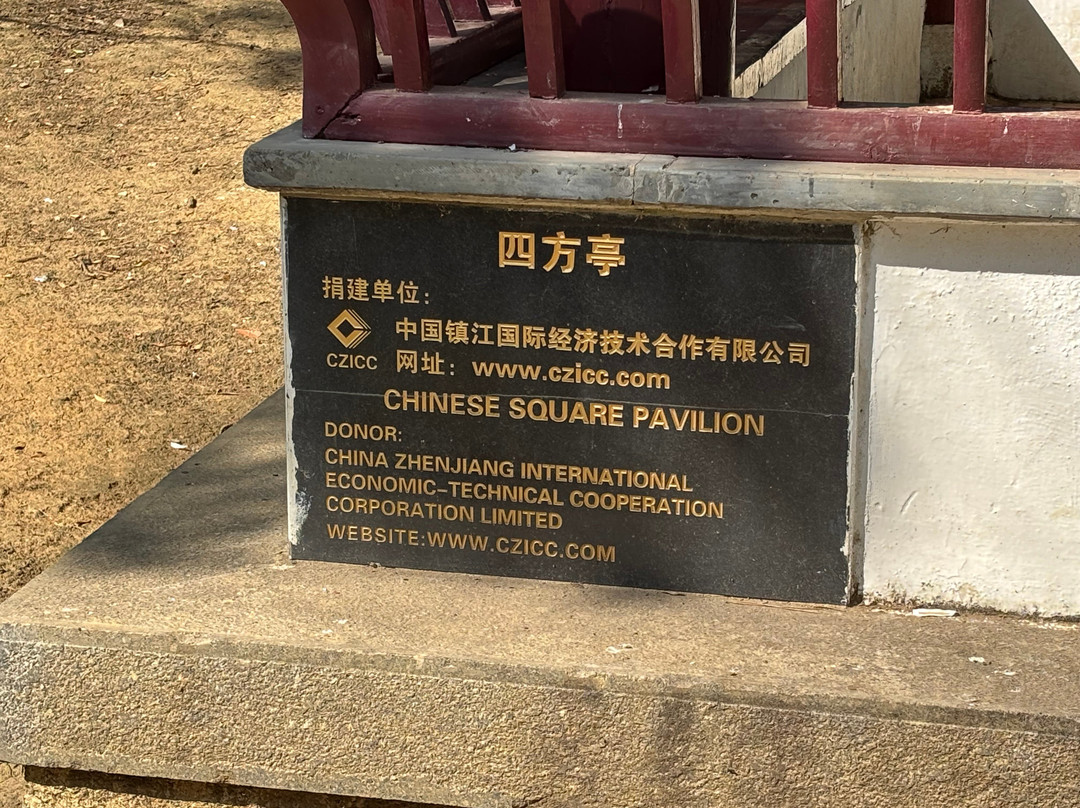 四方亭
捐建单位：
中国镇江国际经济技术合作有限公司
CZICC
网址：www.czicc.com
CHINESE SQUARE PAVILION
DONOR:
CHINA ZHENJIANG INTERNATIONAL
ECONOMIC-TECHNICAL COOPERATION
CORPORATION LIMITED
WEBSITE:WWW.CZICC.COM